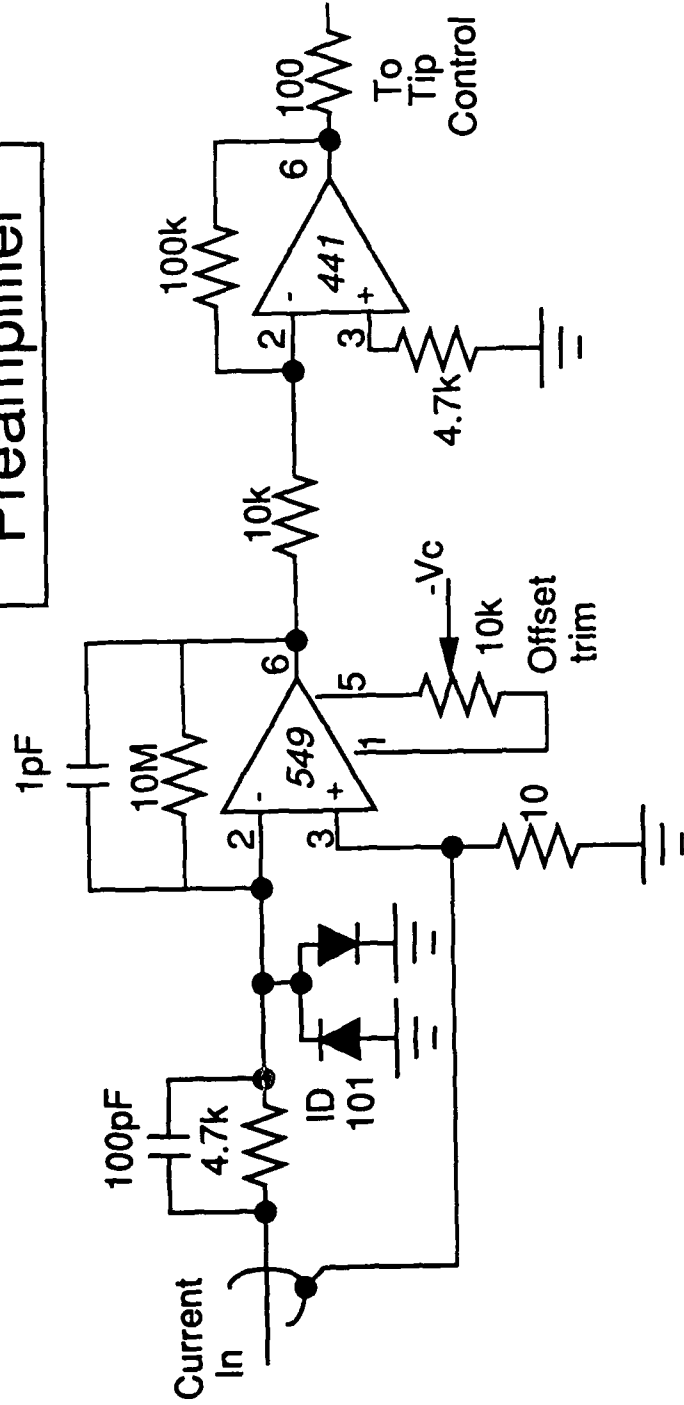 Preamplifier
1pF
10M
100k
100
100pF
4.7k
Current
In
ID
101
2
-
549
6
3
+
5
1
10k
2
-
441
6
3
+
To
Tip
Control
-Vc
10k
Offset
trim
4.7k
10